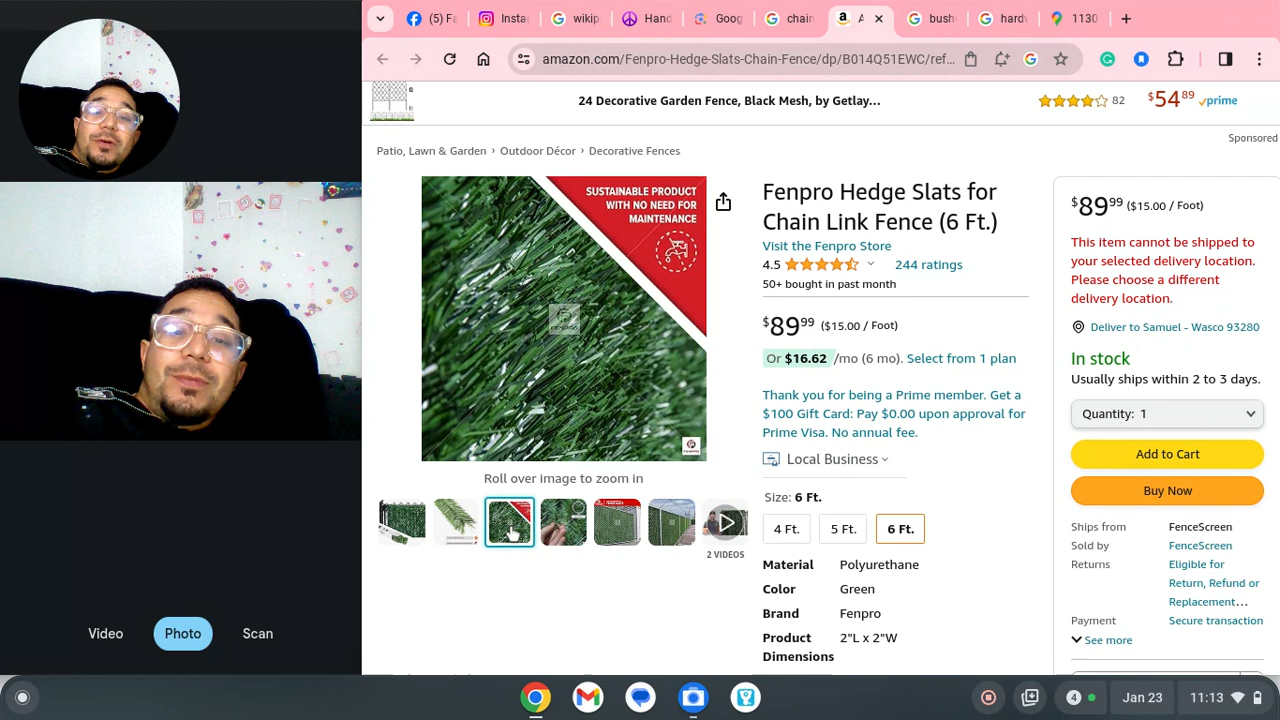 (5) Fa
Insta
wikip
Hand
Goog
chain
A
bush
hardv
1130
amazon.com/Fenpro-Hedge-Slats-Chain-Fence/dp/B014Q51EWC/ref...
24 Decorative Garden Fence, Black Mesh, by Getlay...
82
$54 89
prime
Sponsored
Patio, Lawn & Garden › Outdoor Décor › Decorative Fences
SUSTAINABLE PRODUCT
WITH NO NEED FOR
MAINTENANCE
FENPRO
Roll over image to zoom in
2 VIDEOS
Fenpro Hedge Slats for
Chain Link Fence (6 Ft.)
Visit the Fenpro Store
4.5
244 ratings
50+ bought in past month
$89 99 ($15.00 / Foot)
Or $16.62 /mo (6 mo). Select from 1 plan
Thank you for being a Prime member. Get a
$100 Gift Card: Pay $0.00 upon approval for
Prime Visa. No annual fee.
Local Business
Size: 6 Ft.
4 Ft.
5 Ft.
6 Ft.
Material Polyurethane
Color Green
Brand Fenpro
Product 2"L x 2"W
Dimensions
$89 99 ($15.00 / Foot)
This item cannot be shipped to
your selected delivery location.
Please choose a different
delivery location.
Deliver to Samuel - Wasco 93280
In stock
Usually ships within 2 to 3 days.
Quantity: 1
Add to Cart
Buy Now
Ships from FenceScreen
Sold by FenceScreen
Returns Eligible for
Return, Refund or
Replacement...
Payment Secure transaction
See more
Video
Photo
Scan
4
Jan 23
11:13